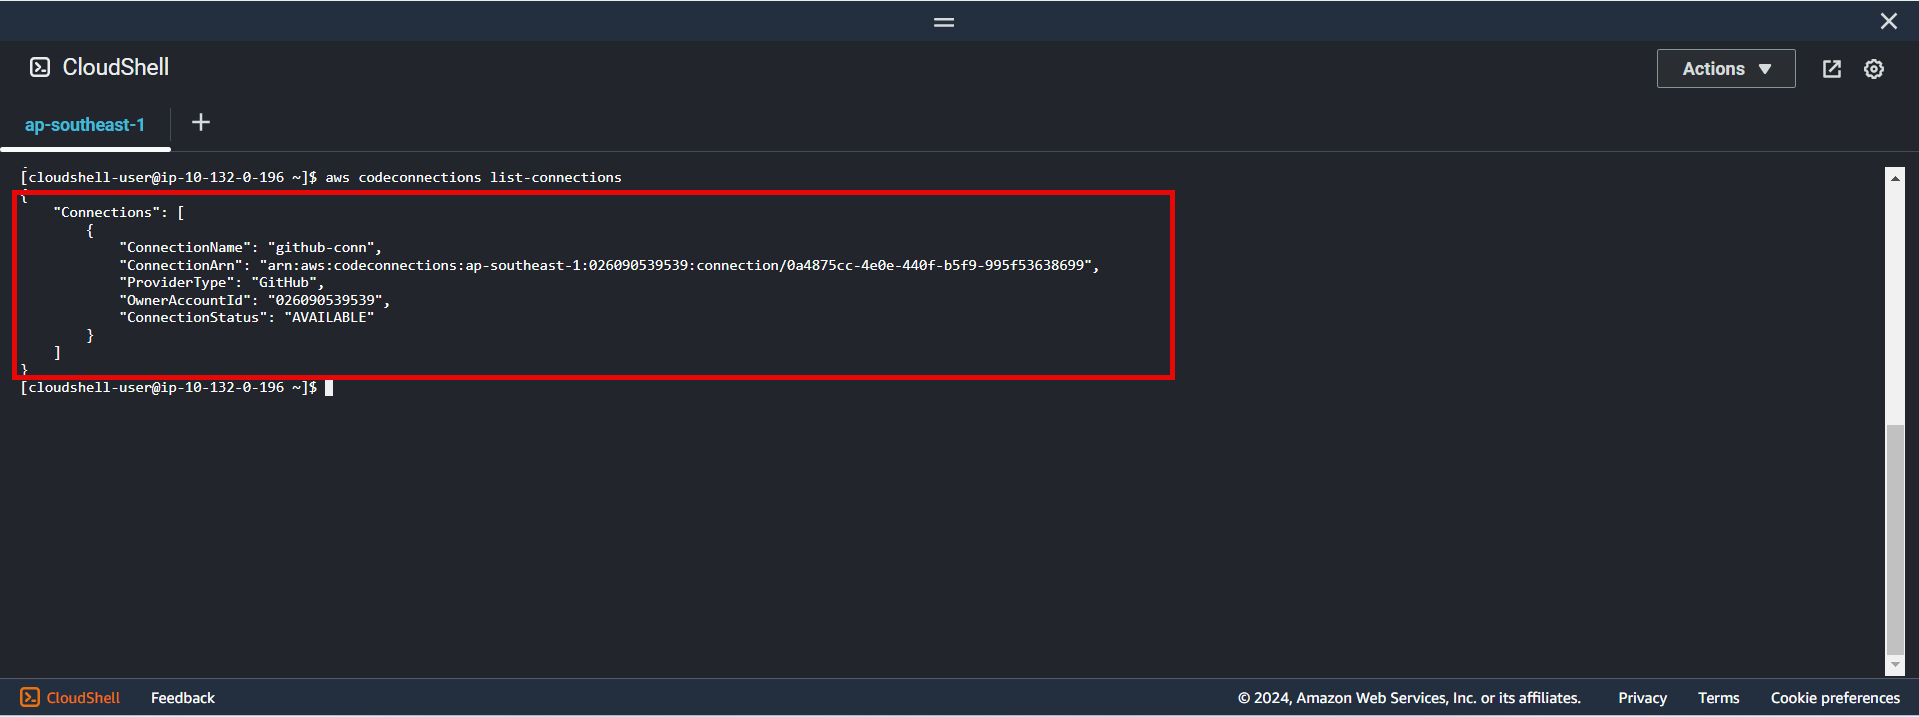 CloudShell
Actions
ap-southeast-1
[cloudshell-user@ip-10-132-0-196 ~]$ aws codeconnections list-connections
{
    "Connections": [
        {
            "ConnectionName": "github-conn",
            "ConnectionArn": "arn:aws:codeconnections:ap-southeast-1:026090539539:connection/0a4875cc-4e0e-440f-b5f9-995f53638699",
            "ProviderType": "GitHub",
            "OwnerAccountId": "026090539539",
            "ConnectionStatus": "AVAILABLE"
        }
    ]
}
[cloudshell-user@ip-10-132-0-196 ~]$
CloudShell Feedback © 2024, Amazon Web Services, Inc. or its affiliates. Privacy Terms Cookie preferences